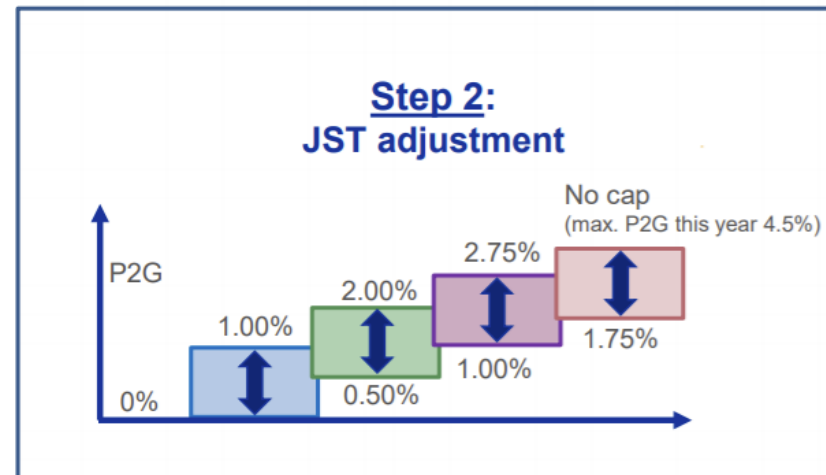 Step 2:
JST adjustment
No cap
(max. P2G this year 4.5%)
P2G
2.75%
2.00%
1.00%
1.75%
1.00%
0.50%
0%